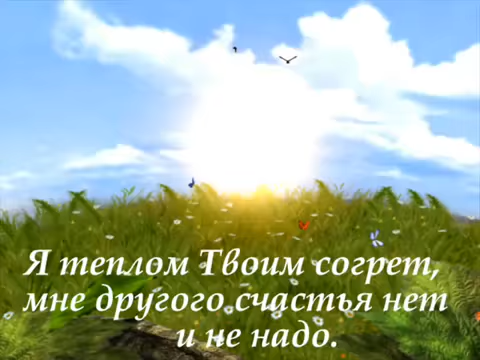 Я теплом Твоим согрет,
мне другого счастья нет
и не надо.